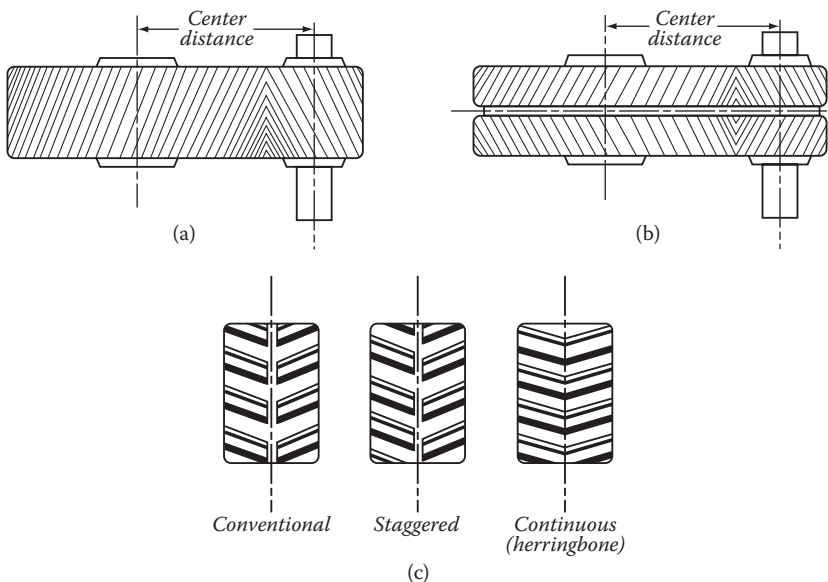 Center
distance
Center
distance
(a)
(b)
Conventional
Staggered
Continuous
(herringbone)
(c)